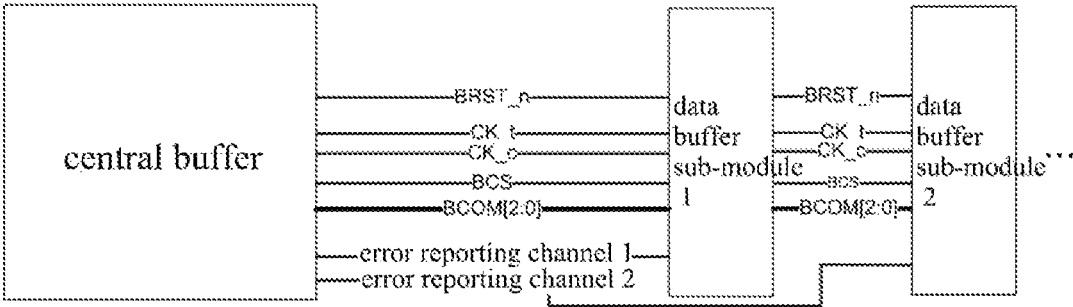 central buffer
BRST_n
CK_t
CK_c
BCS
BCOM[2:0]
error reporting channel 1
error reporting channel 2
data
buffer
sub-module
1
BRST_n
CK_t
CK_c
BCS
BCOM[2:0]
data
buffer
sub-module
2
...